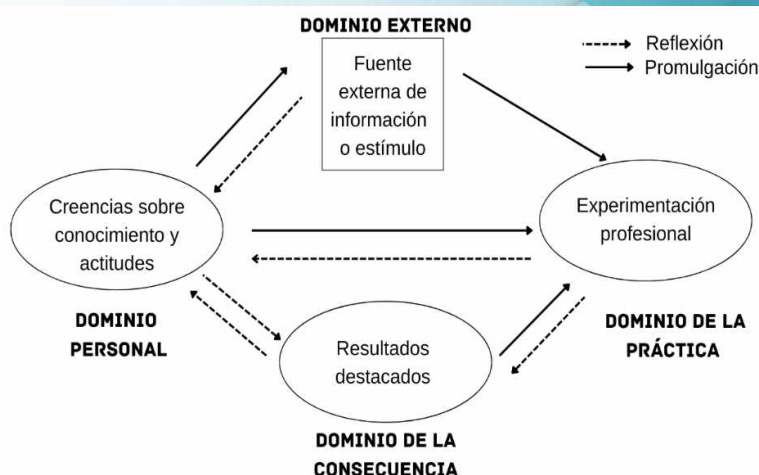 DOMINIO EXTERNO
Fuente
externa de
información
o estímulo
Reflexión
Promulgación
Creencias sobre
conocimiento y
actitudes
DOMINIO
PERSONAL
Experimentación
profesional
DOMINIO DE LA
PRÁCTICA
Resultados
destacados
DOMINIO DE LA
CONSECUENCIA